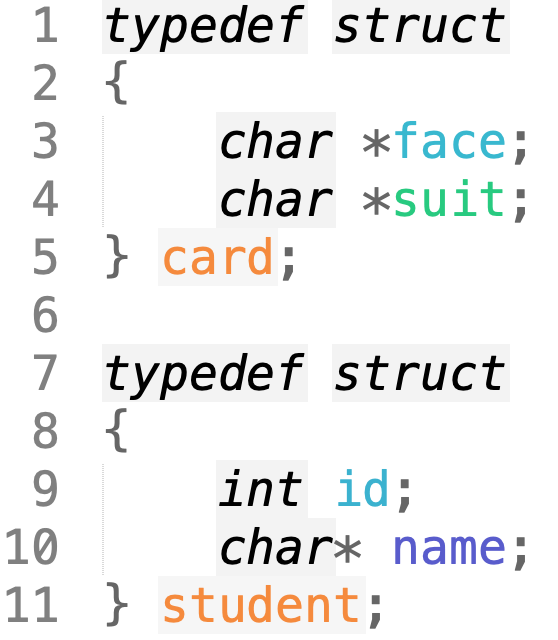 1 typedef struct
2 {
3 char *face;
4 char *suit;
5 } card;
6
7 typedef struct
8 {
9 int id;
10 char* name;
11 } student;